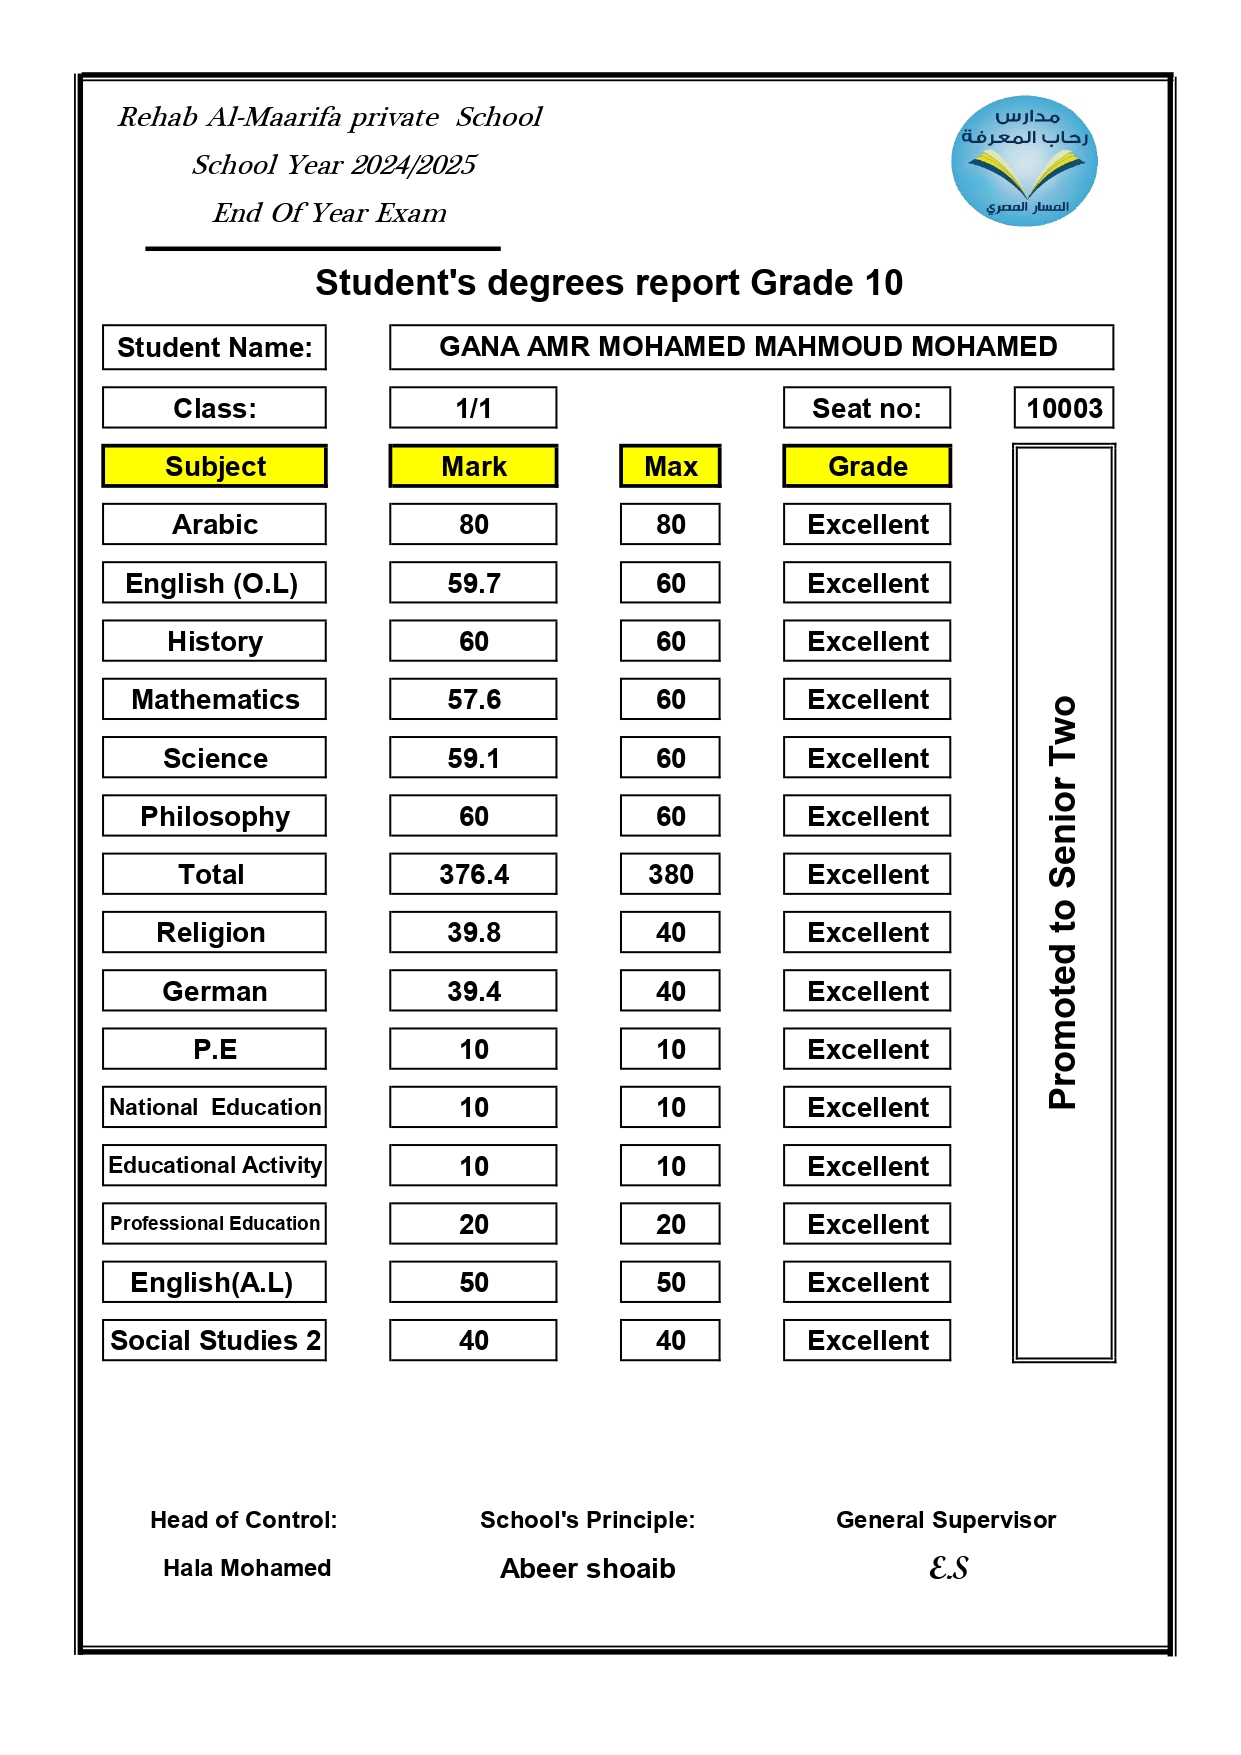 Rehab Al-Maarifa private School
School Year 2024/2025
End Of Year Exam
مدارس
رحاب المعرفة
المسار المصري
Student's degrees report Grade 10
Student Name: GANA AMR MOHAMED MAHMOUD MOHAMED
Class: 1/1 Seat no: 10003
Subject Mark Max Grade
Arabic 80 80 Excellent
English (O.L) 59.7 60 Excellent
History 60 60 Excellent
Mathematics 57.6 60 Excellent
Science 59.1 60 Excellent
Philosophy 60 60 Excellent
Total 376.4 380 Excellent
Religion 39.8 40 Excellent
German 39.4 40 Excellent
P.E 10 10 Excellent
National Education 10 10 Excellent
Educational Activity 10 10 Excellent
Professional Education 20 20 Excellent
English(A.L) 50 50 Excellent
Social Studies 2 40 40 Excellent
Promoted to Senior Two
Head of Control: School's Principle: General Supervisor
Hala Mohamed Abeer shoaib E.S